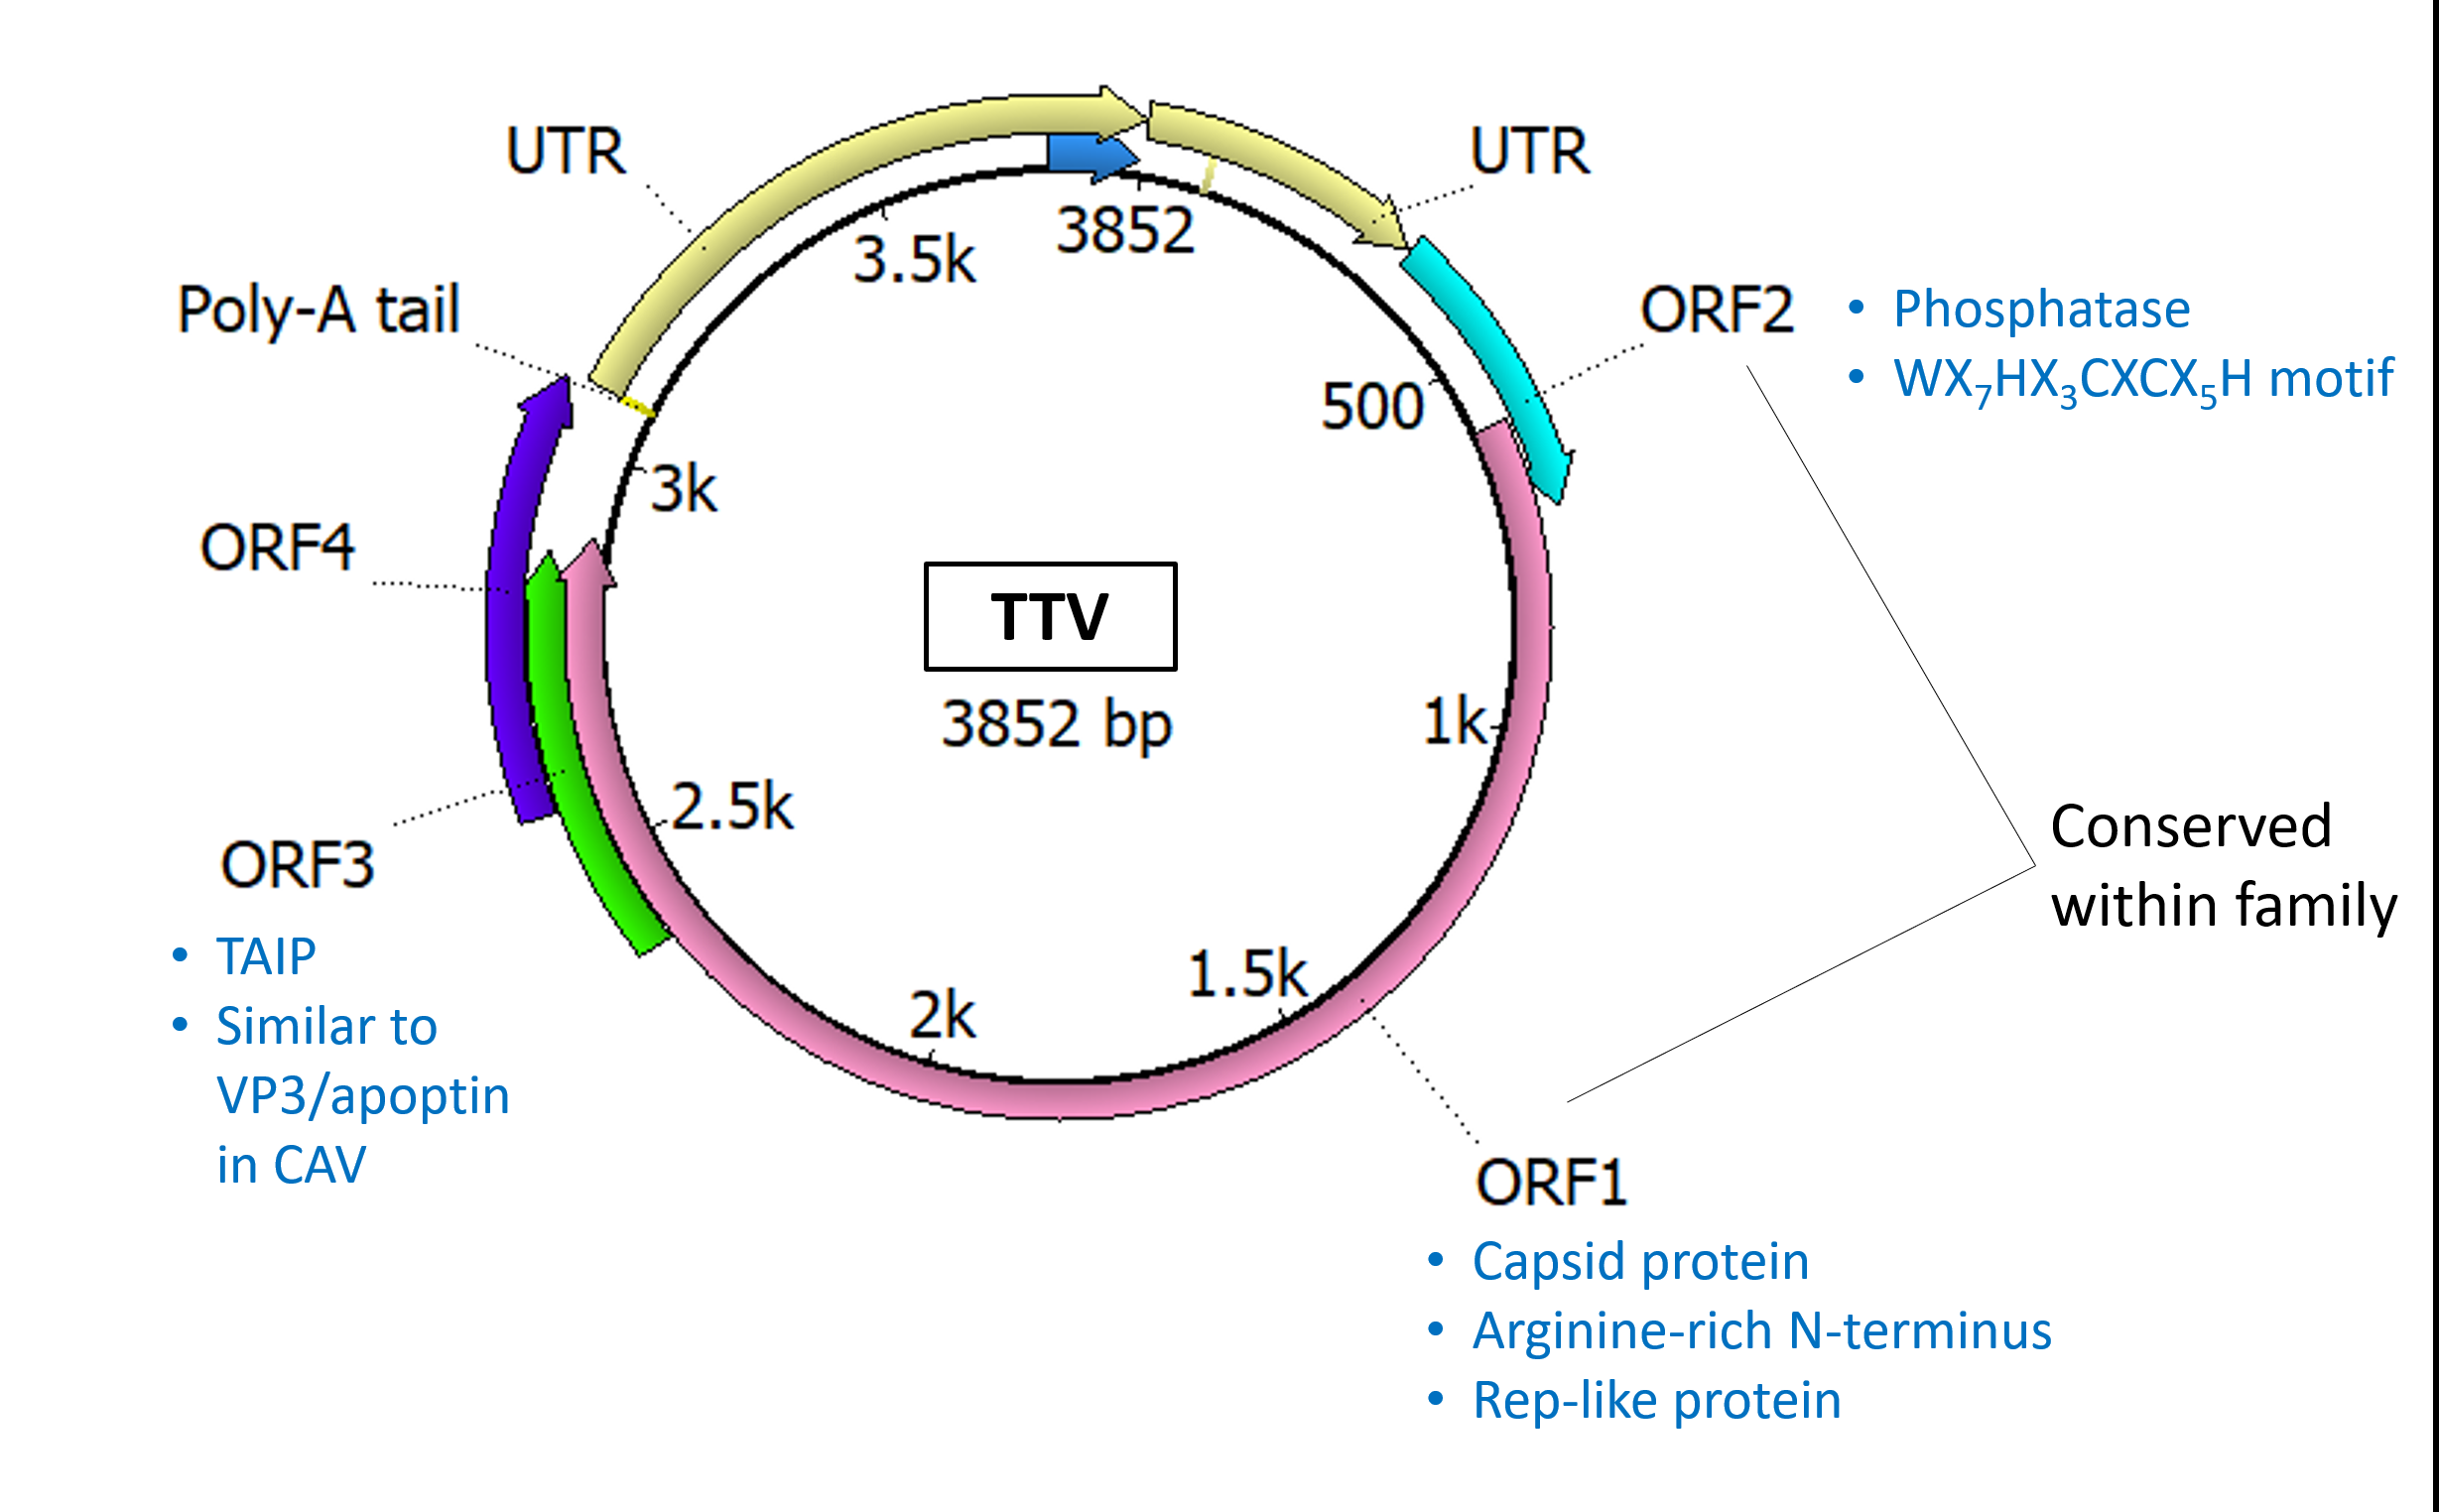 UTR
UTR
3852
3.5k
Poly-A tail
ORF2
• Phosphatase
• WX₇HX₃CXCX₅H motif
500
3k
ORF4
TTV
3852 bp
1k
2.5k
ORF3
• TAIP
• Similar to
VP3/apoptin
in CAV
Conserved
within family
1.5k
2k
ORF1
• Capsid protein
• Arginine-rich N-terminus
• Rep-like protein